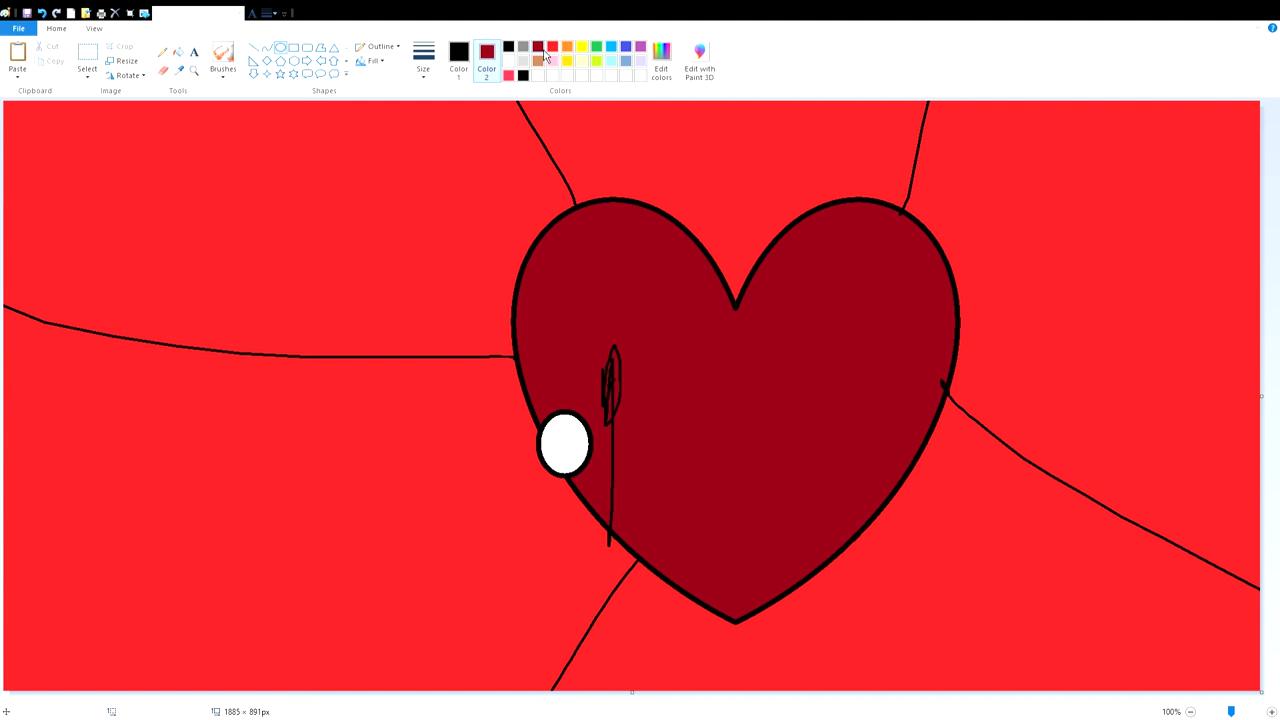 File Home View
Paste Cut Copy Select Crop Resize Rotate Brushes Outline Fill Size Color 1 Color 2 Edit colors Edit with Paint 3D
Clipboard Image Tools Shapes Colors
1885 × 891px 100%